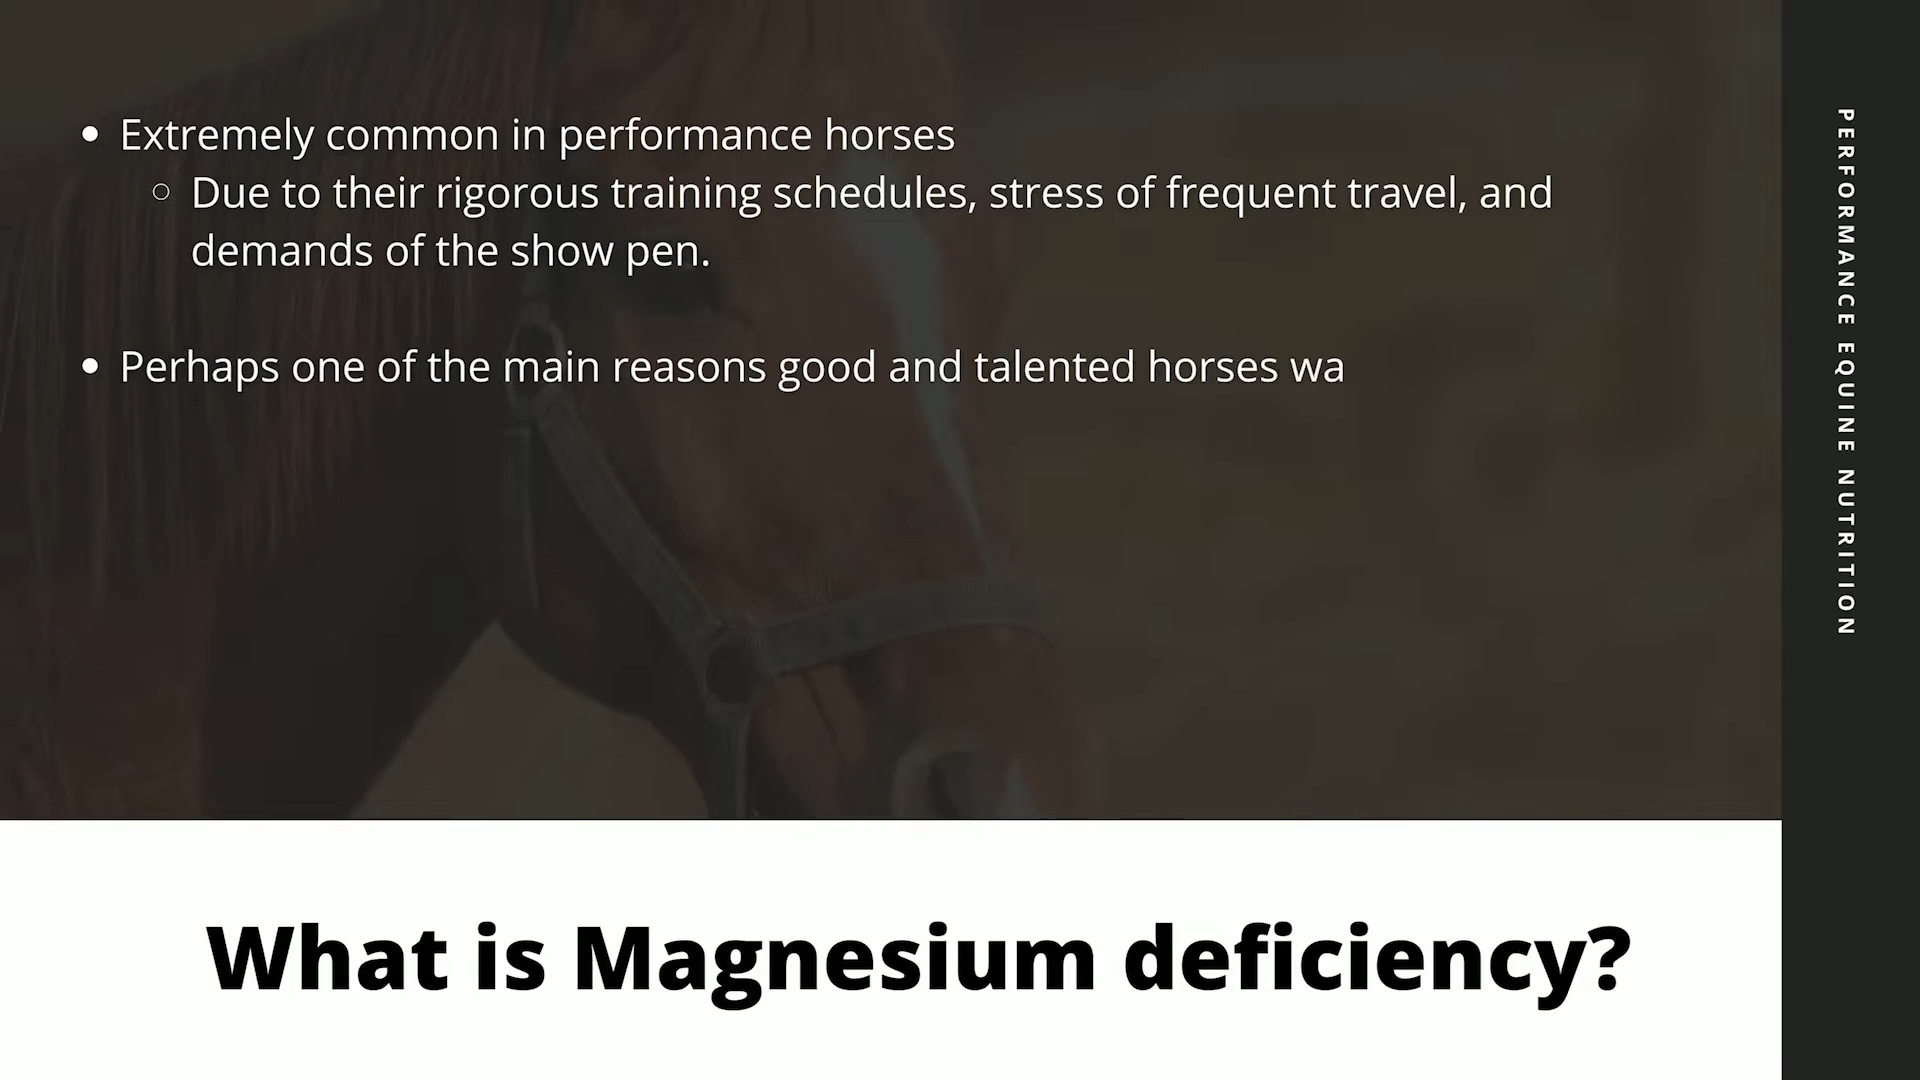 • Extremely common in performance horses
○ Due to their rigorous training schedules, stress of frequent travel, and
demands of the show pen.
• Perhaps one of the main reasons good and talented horses wa
PERFORMANCE EQUINE NUTRITION
What is Magnesium deficiency?